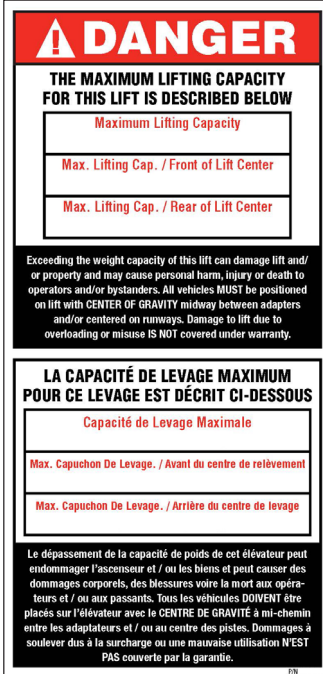 DANGER
THE MAXIMUM LIFTING CAPACITY
FOR THIS LIFT IS DESCRIBED BELOW
Maximum Lifting Capacity
Max. Lifting Cap. / Front of Lift Center
Max. Lifting Cap. / Rear of Lift Center
Exceeding the weight capacity of this lift can damage lift and/
or property and may cause personal harm, injury or death to
operators and/or bystanders. All vehicles MUST be positioned
on lift with CENTER OF GRAVITY midway between adapters
and/or centered on runways. Damage to lift due to
overloading or misuse IS NOT covered under warranty.
LA CAPACITÉ DE LEVAGE MAXIMUM
POUR CE LEVAGE EST DÉCRIT CI-DESSOUS
Capacité de Levage Maximale
Max. Capuchon De Levage. / Avant du centre de relèvement
Max. Capuchon De Levage. / Arrière du centre de levage
Le dépassement de la capacité de poids de cet élévateur peut
endommager l'ascenseur et / ou les biens et peut causer des
dommages corporels, des blessures voire la mort aux opéra-
teurs et / ou aux passants. Tous les véhicules DOIVENT être
placés sur l'élévateur avec le CENTRE DE GRAVITÉ à mi-chemin
entre les adaptateurs et / ou au centre des pistes. Dommages à
soulever dus à la surcharge ou une mauvaise utilisation N'EST
PAS couverte par la garantie.
P/N